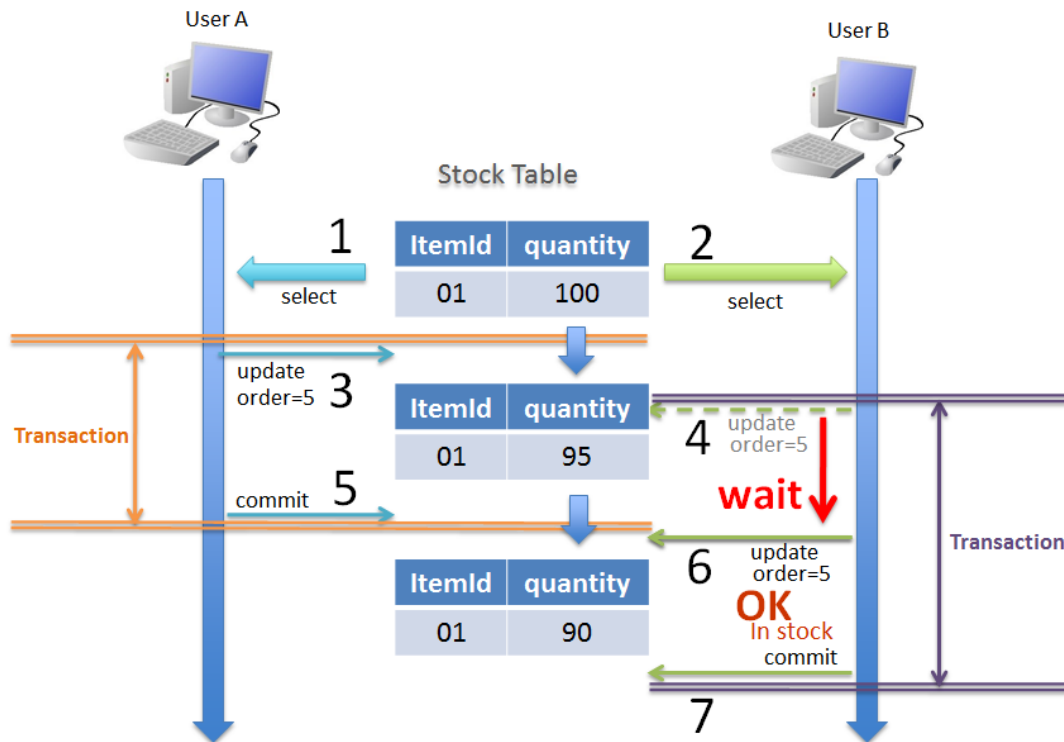 User A
User B
Stock Table
1
2
ItemId quantity
01 100
select
select
update
order=5
3
ItemId quantity
01 95
4
update
order=5
Transaction
wait
commit
5
Transaction
6
update
order=5
ItemId quantity
01 90
OK
In stock
commit
7